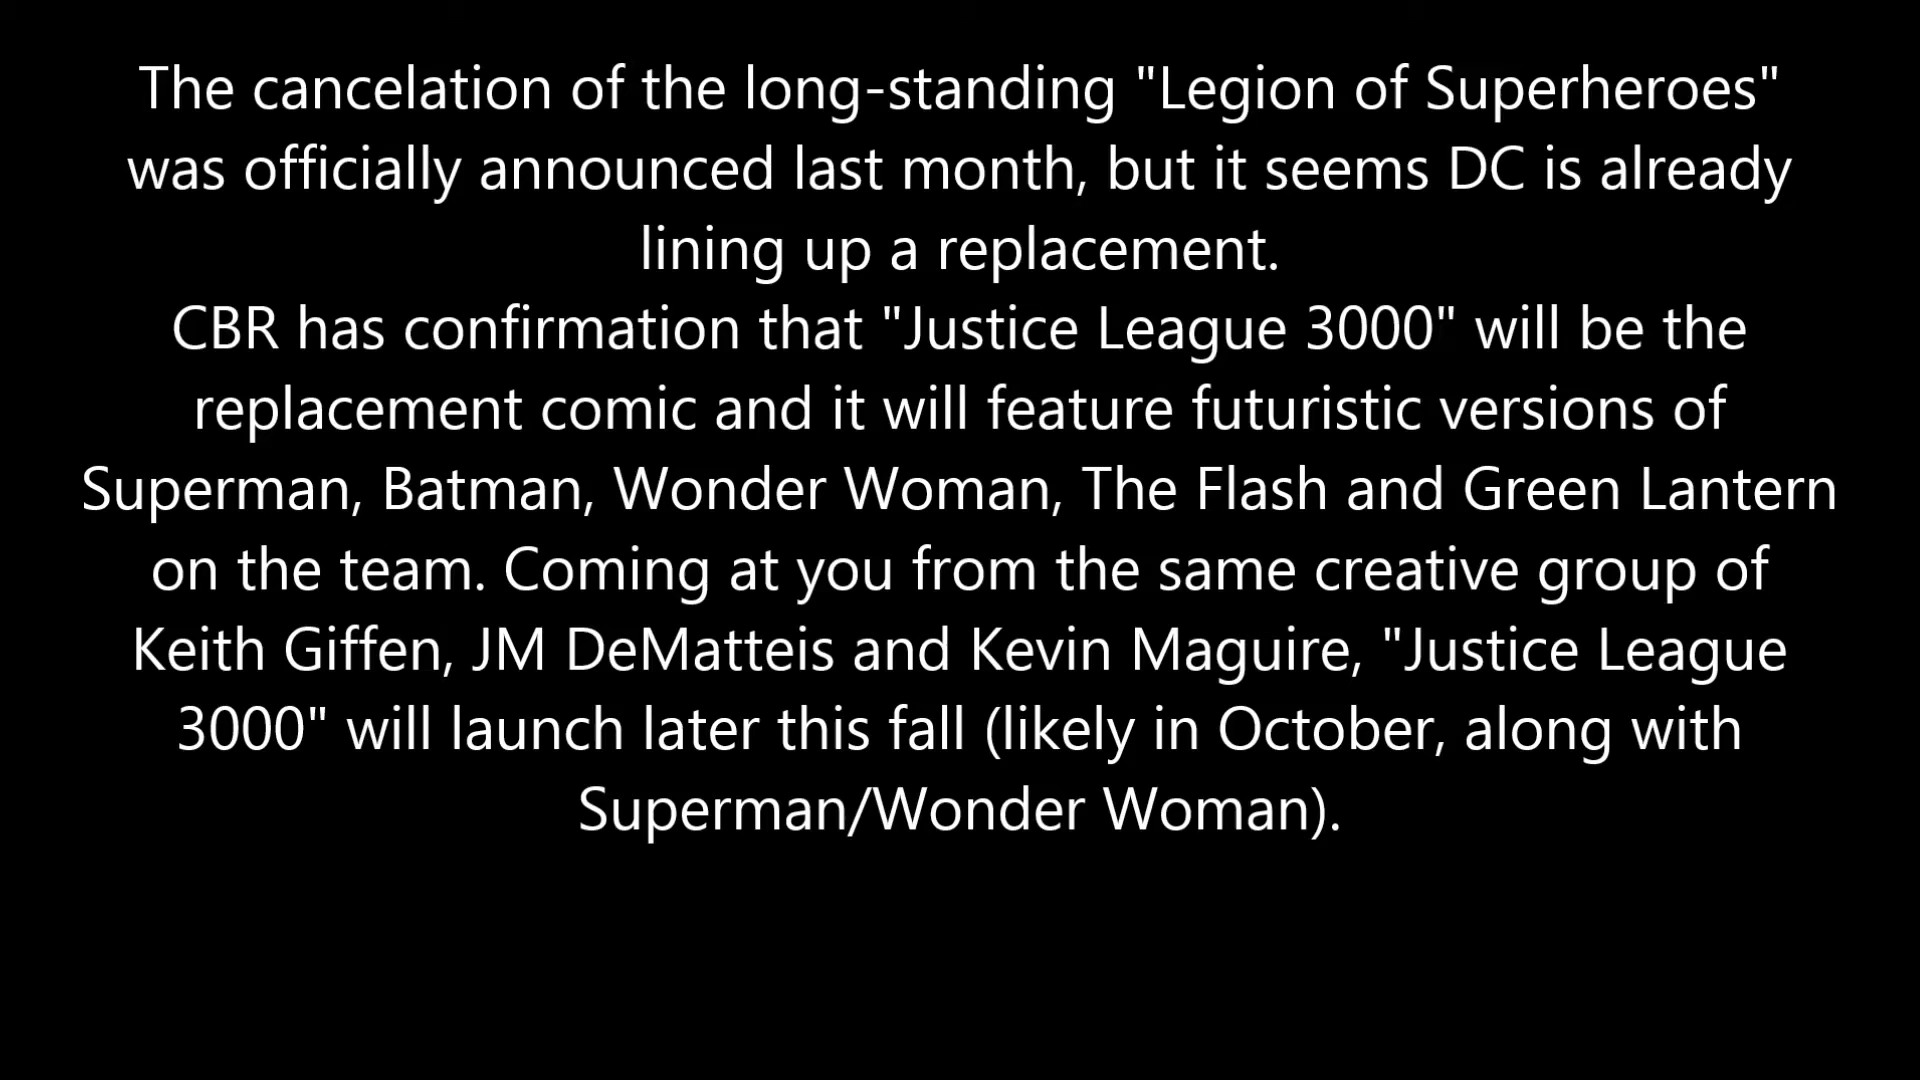 The cancelation of the long-standing "Legion of Superheroes"
was officially announced last month, but it seems DC is already
lining up a replacement.
CBR has confirmation that "Justice League 3000" will be the
replacement comic and it will feature futuristic versions of
Superman, Batman, Wonder Woman, The Flash and Green Lantern
on the team. Coming at you from the same creative group of
Keith Giffen, JM DeMatteis and Kevin Maguire, "Justice League
3000" will launch later this fall (likely in October, along with
Superman/Wonder Woman).